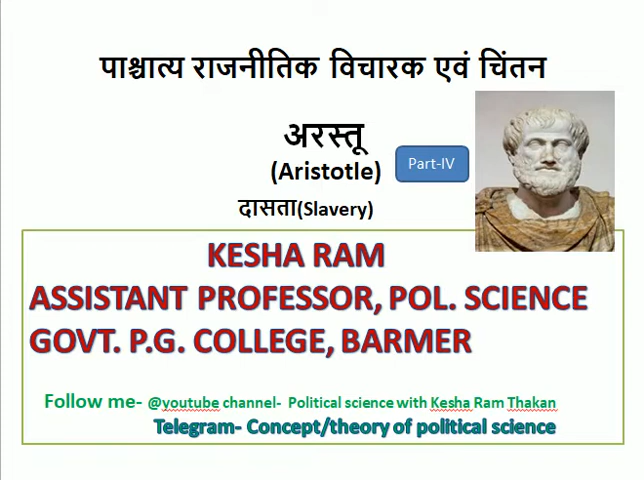 पाश्चात्य राजनीतिक विचारक एवं चिंतन
अरस्तू
(Aristotle)
Part-IV
दासता(Slavery)
KESHA RAM
ASSISTANT PROFESSOR, POL. SCIENCE
GOVT. P.G. COLLEGE, BARMER
Follow me- @youtube channel- Political science with Kesha Ram Thakan
Telegram- Concept/theory of political science